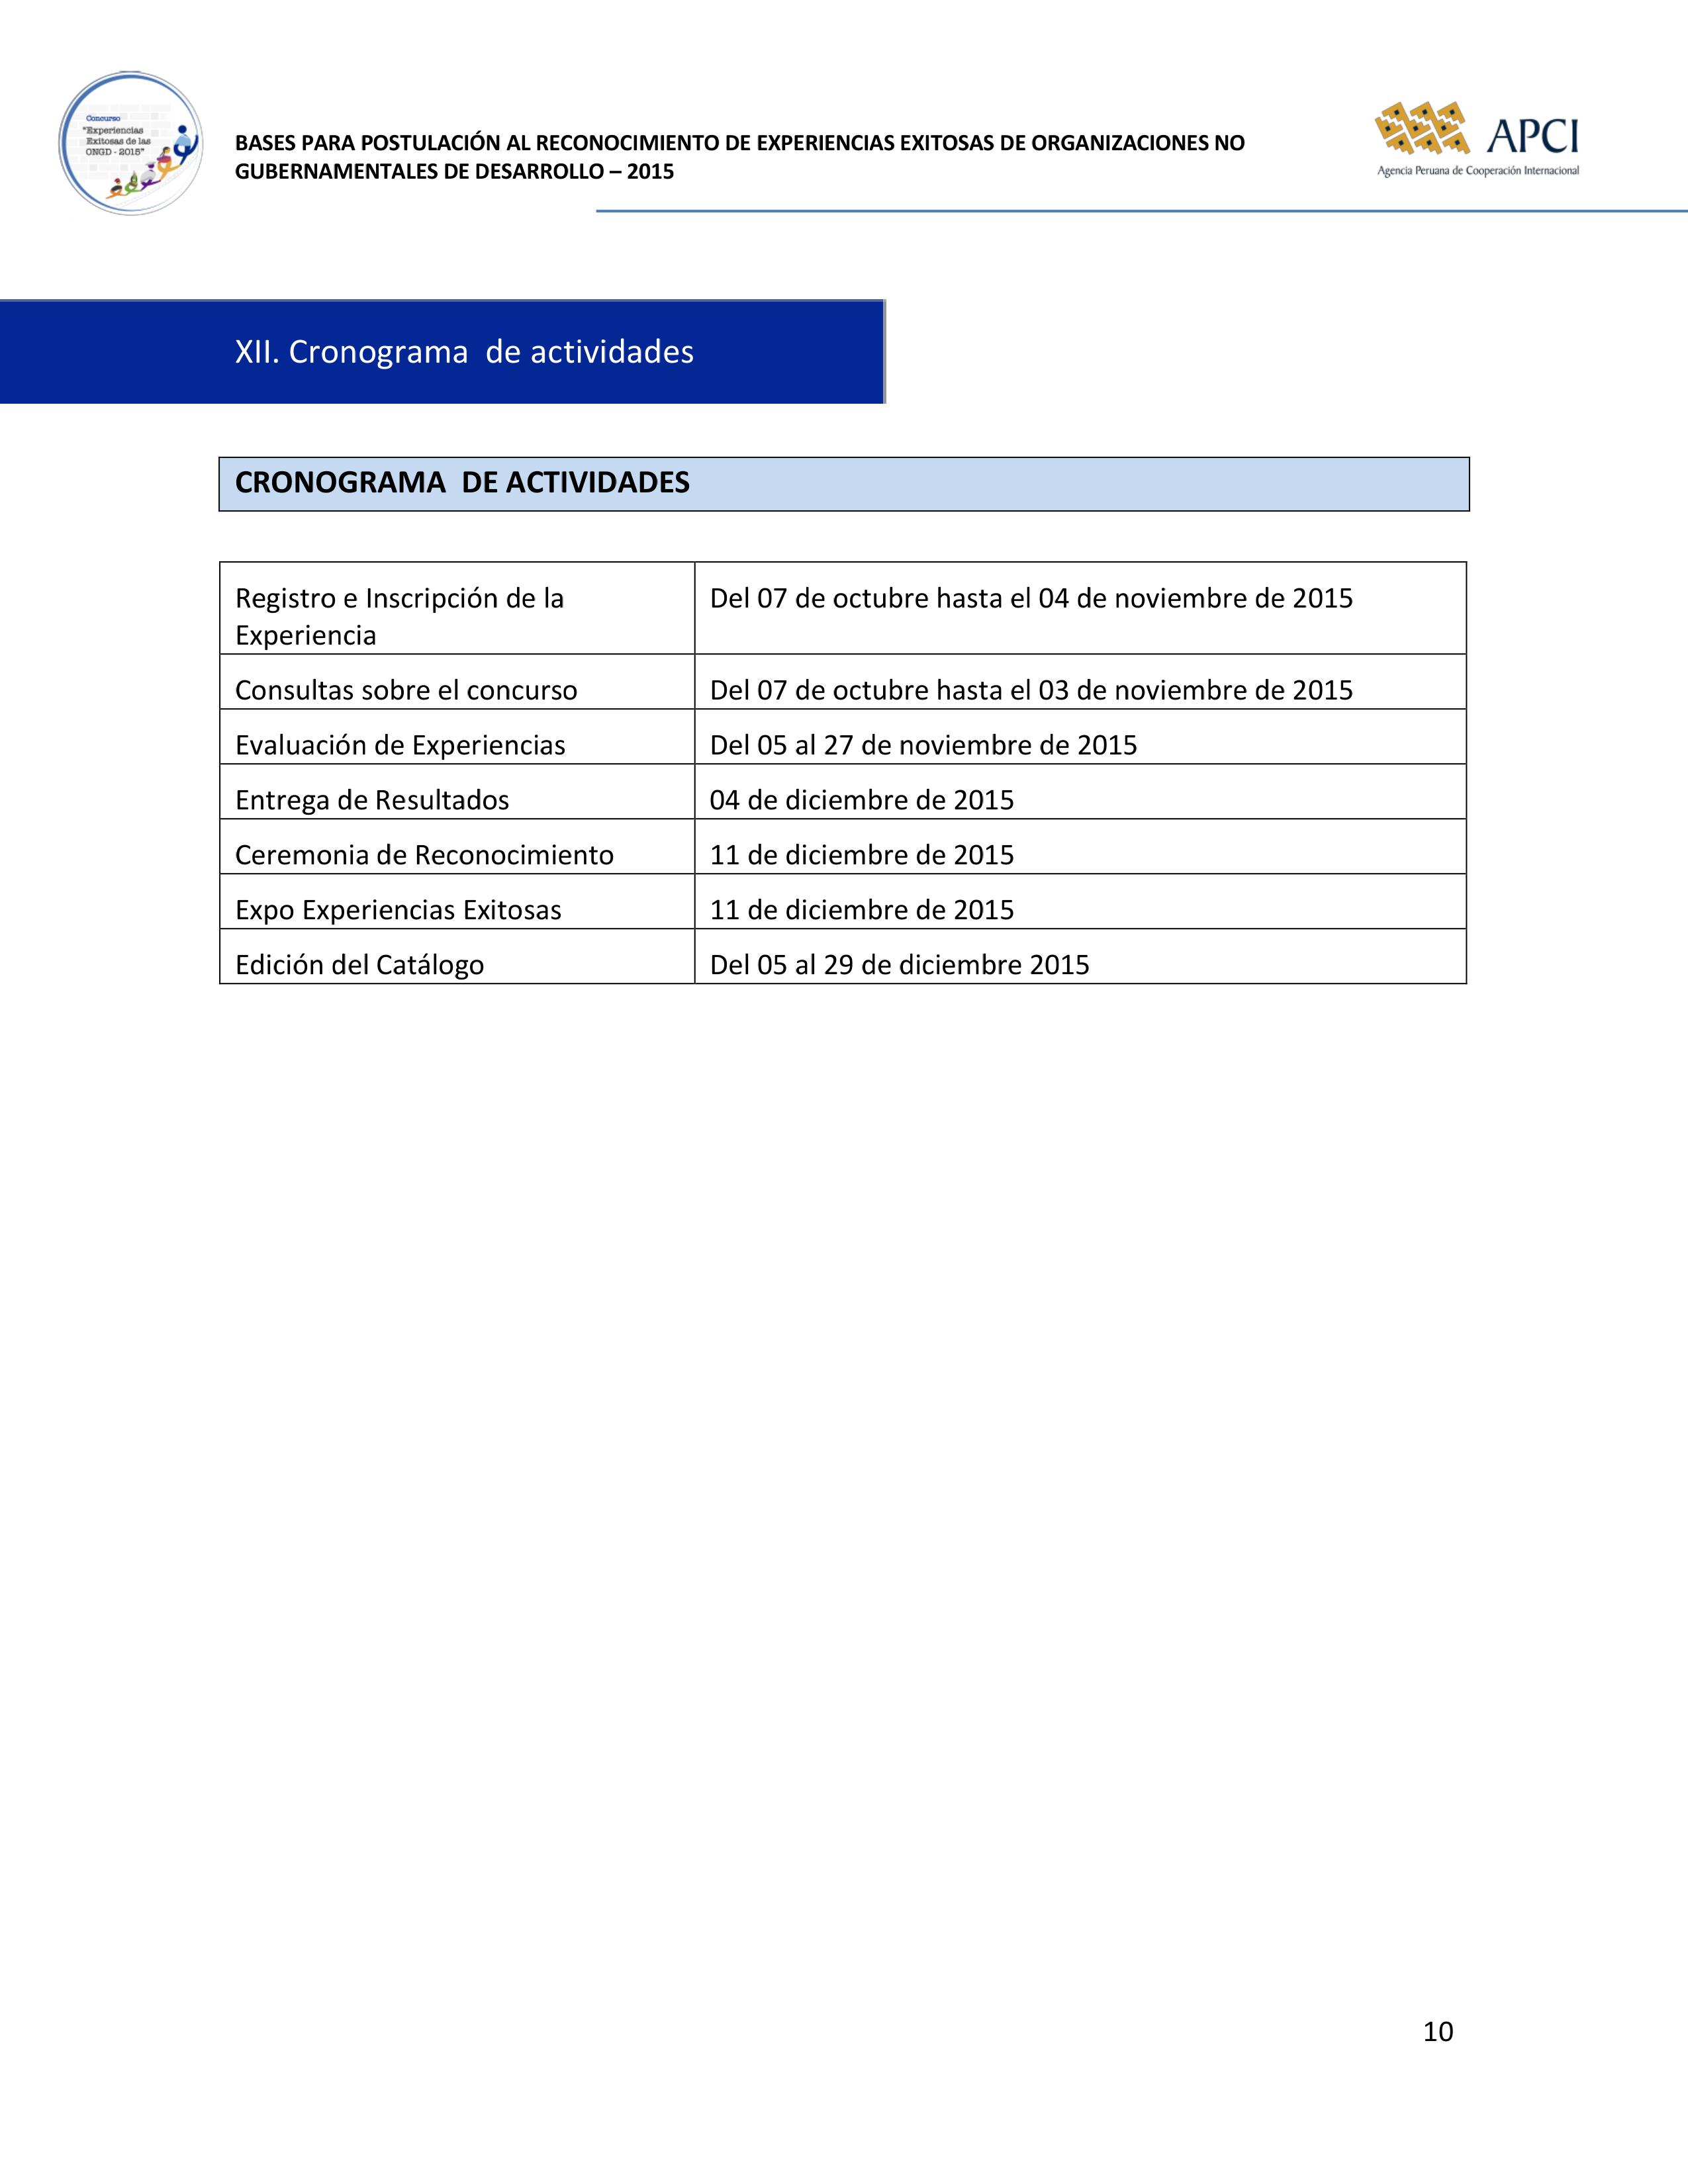 Concurso
"Experiencias
Exitosas de las
ONGD - 2015"
BASES PARA POSTULACIÓN AL RECONOCIMIENTO DE EXPERIENCIAS EXITOSAS DE ORGANIZACIONES NO
GUBERNAMENTALES DE DESARROLLO – 2015
APCI
Agencia Peruana de Cooperación Internacional
XII. Cronograma  de actividades
CRONOGRAMA  DE ACTIVIDADES
Registro e Inscripción de la
Experiencia
Del 07 de octubre hasta el 04 de noviembre de 2015
Consultas sobre el concurso
Del 07 de octubre hasta el 03 de noviembre de 2015
Evaluación de Experiencias
Del 05 al 27 de noviembre de 2015
Entrega de Resultados
04 de diciembre de 2015
Ceremonia de Reconocimiento
11 de diciembre de 2015
Expo Experiencias Exitosas
11 de diciembre de 2015
Edición del Catálogo
Del 05 al 29 de diciembre 2015
10